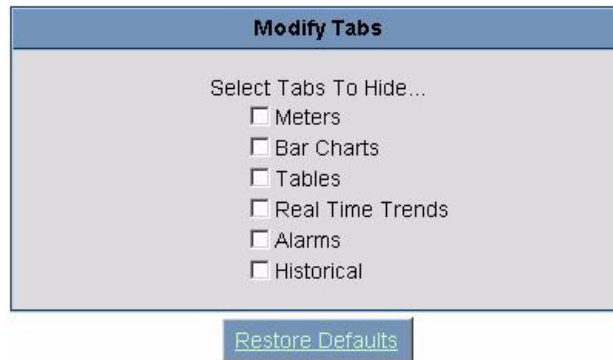 Modify Tabs
Select Tabs To Hide...
Meters
Bar Charts
Tables
Real Time Trends
Alarms
Historical
Restore Defaults